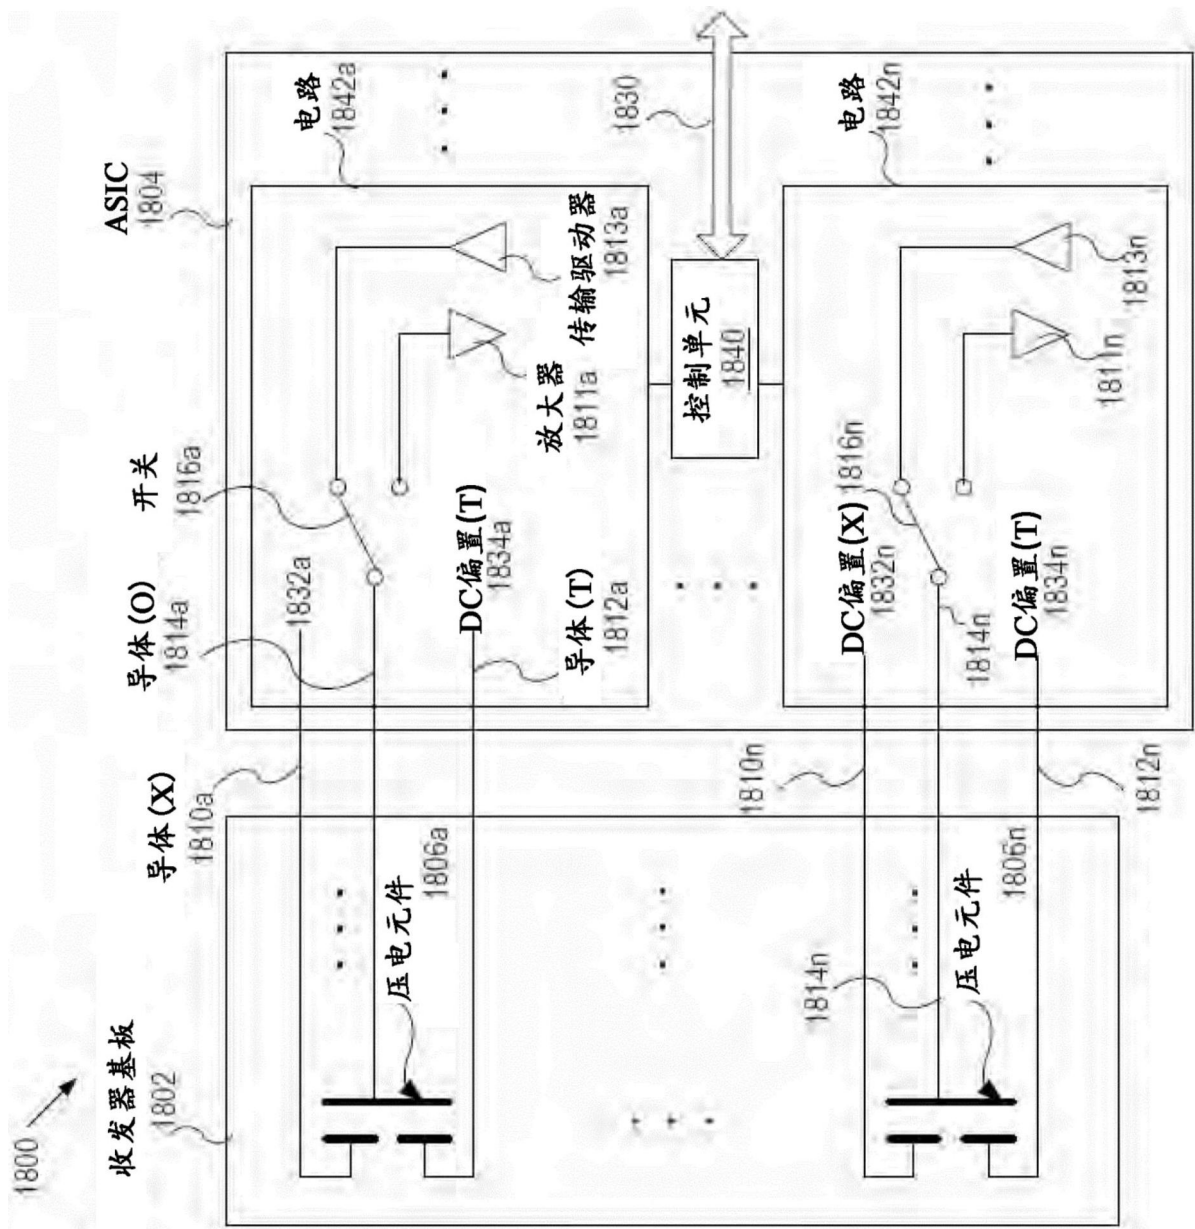 1800
收发器基板
1802
导体(X)
1810a
导体(O)
1814a
开关
1816a
ASIC
1804
电路
1842a
1832a
压电元件
1806a
DC偏置(T)
1834a
导体(T)
1812a
放大器
1811a
传输驱动器
1813a
1830
控制单元
1840
1810n
1814n
压电元件
1806n
1812n
DC偏置(X)
1832n
1816n
1814n
DC偏置(T)
1834n
1811n
1813n
电路
1842n